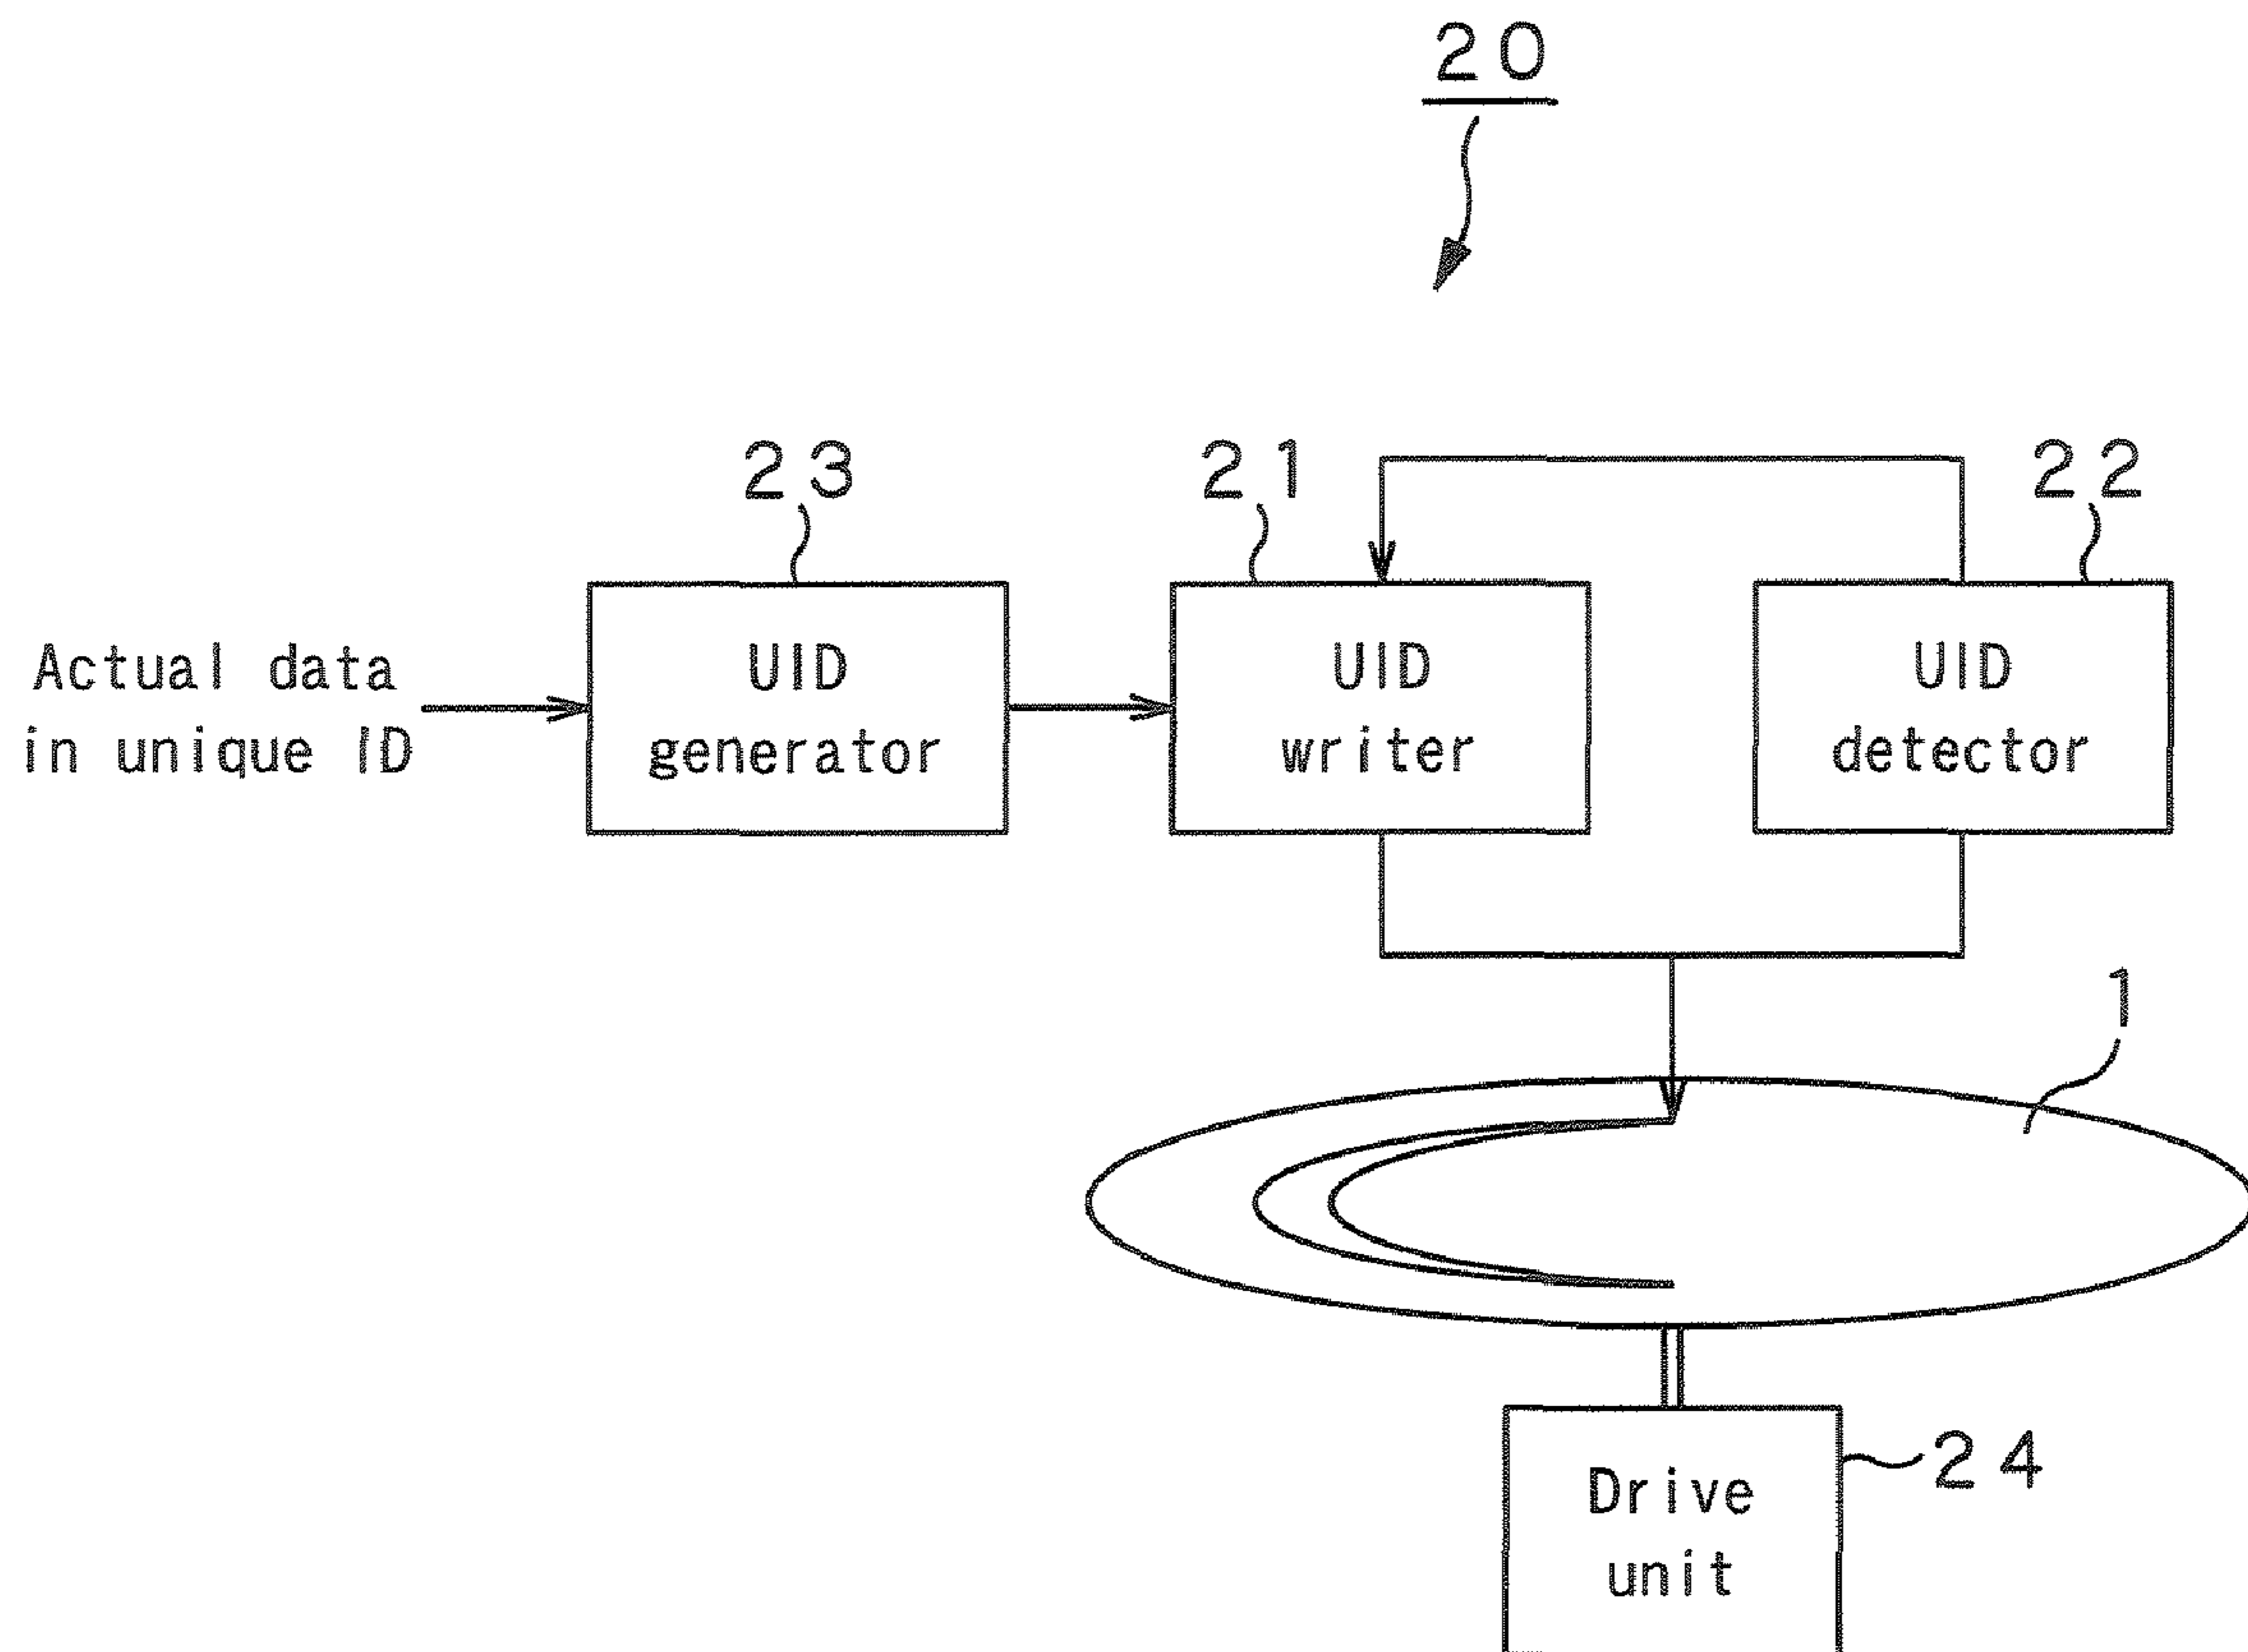 20
23
21
22
Actual data
in unique ID
UID
generator
UID
writer
UID
detector
1
Drive
unit
24